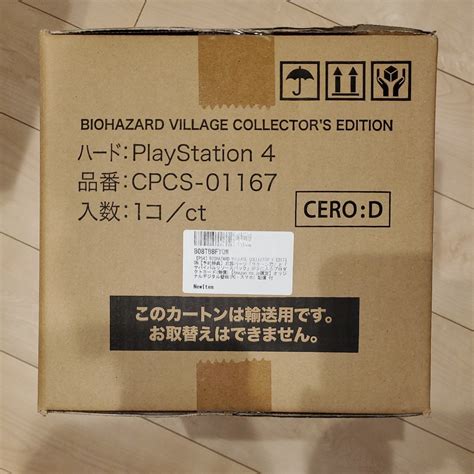 BIOHAZARD VILLAGE COLLECTOR'S EDITION
ハード：PlayStation 4
品番：CPCS-01167
入数：1コ／ct
CERO：D
NewItem
このカートンは輸送用です。
お取替えはできません。